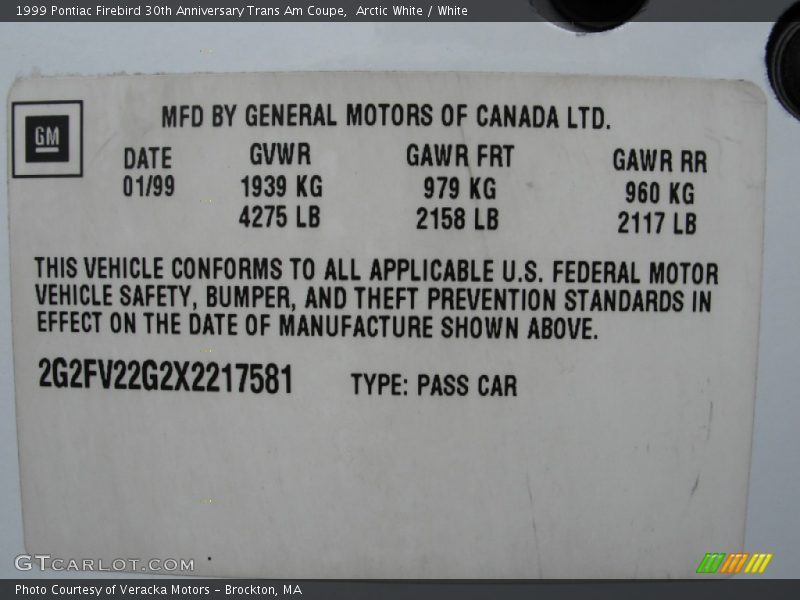 1999 Pontiac Firebird 30th Anniversary Trans Am Coupe,  Arctic White / White
GM
MFD BY GENERAL MOTORS OF CANADA LTD.
DATE GVWR GAWR FRT GAWR RR
01/99 1939 KG 979 KG 960 KG
4275 LB 2158 LB 2117 LB
THIS VEHICLE CONFORMS TO ALL APPLICABLE U.S. FEDERAL MOTOR
VEHICLE SAFETY, BUMPER, AND THEFT PREVENTION STANDARDS IN
EFFECT ON THE DATE OF MANUFACTURE SHOWN ABOVE.
2G2FV22G2X2217581 TYPE: PASS CAR
GTCARLOT.COM
Photo Courtesy of Veracka Motors - Brockton, MA